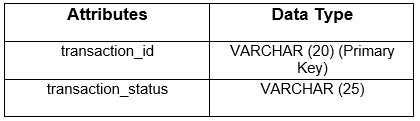 Attributes Data Type
transaction_id VARCHAR (20) (Primary
Key)
transaction_status VARCHAR (25)